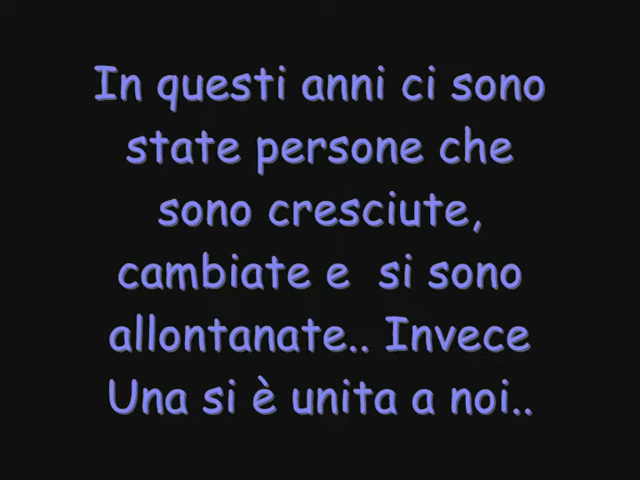 In questi anni ci sono
state persone che
sono cresciute,
cambiate e  si sono
allontanate.. Invece
Una si è unita a noi..